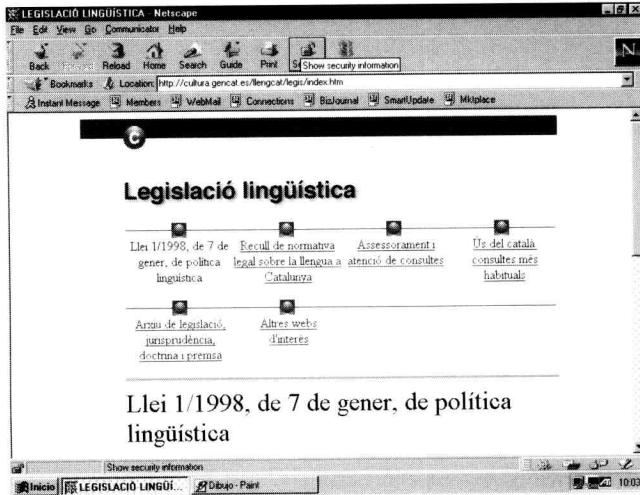 LEGISLACIÓ LINGÜÍSTICA - Netscape
File Edit View Go Communicator Help
Back Reload Home Search Guide Print
Show security information
Bookmarks Location: http://cultura.gencat.es/llengcat/legis/index.htm
Instant Message Members WebMail Connections BizJournal SmartUpdate Mktplace
C
Legislació lingüística
Llei 1/1998, de 7 de
gener, de política
lingüística
Recull de normativa
legal sobre la llengua a
Catalunya
Assessorament i
atenció de consultes
Ús del català
consultes més
habituals
Arxiu de legislació,
jurisprudència,
doctrina i premsa
Altres webs
d'interès
Llei 1/1998, de 7 de gener, de política
lingüística
Show security information
Inicio LEGISLACIÓ LINGÜÍ... Dibujo - Paint 10:03